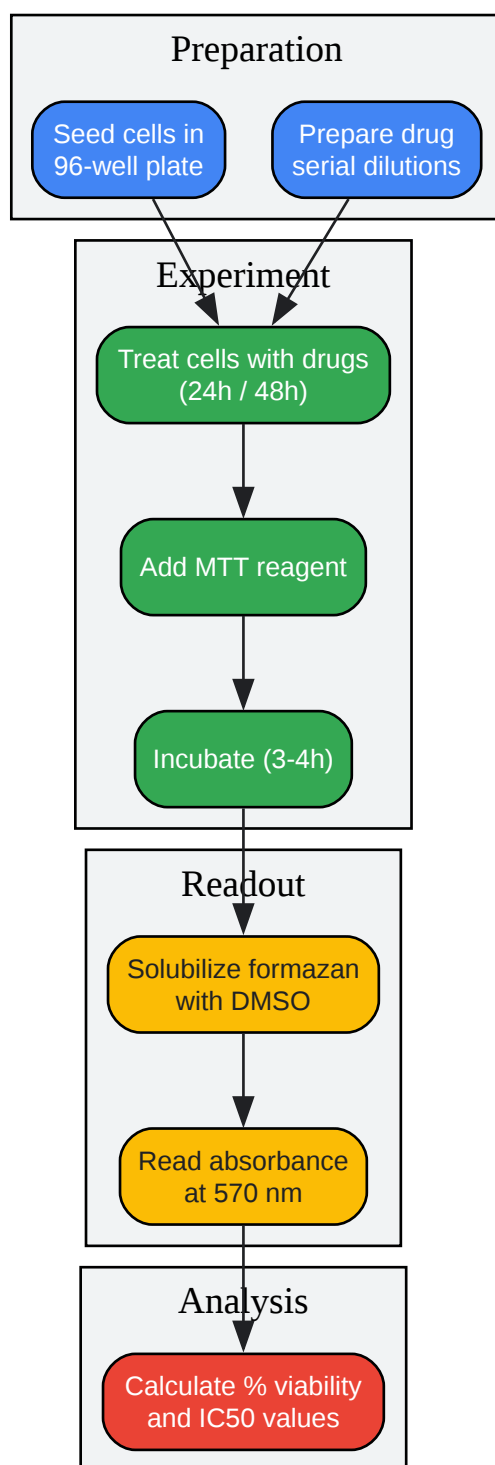 Preparation
Seed cells in
96-well plate
Prepare drug
serial dilutions
Experiment
Treat cells with drugs
(24h / 48h)
Add MTT reagent
Incubate (3-4h)
Readout
Solubilize formazan
with DMSO
Read absorbance
at 570 nm
Analysis
Calculate % viability
and IC50 values